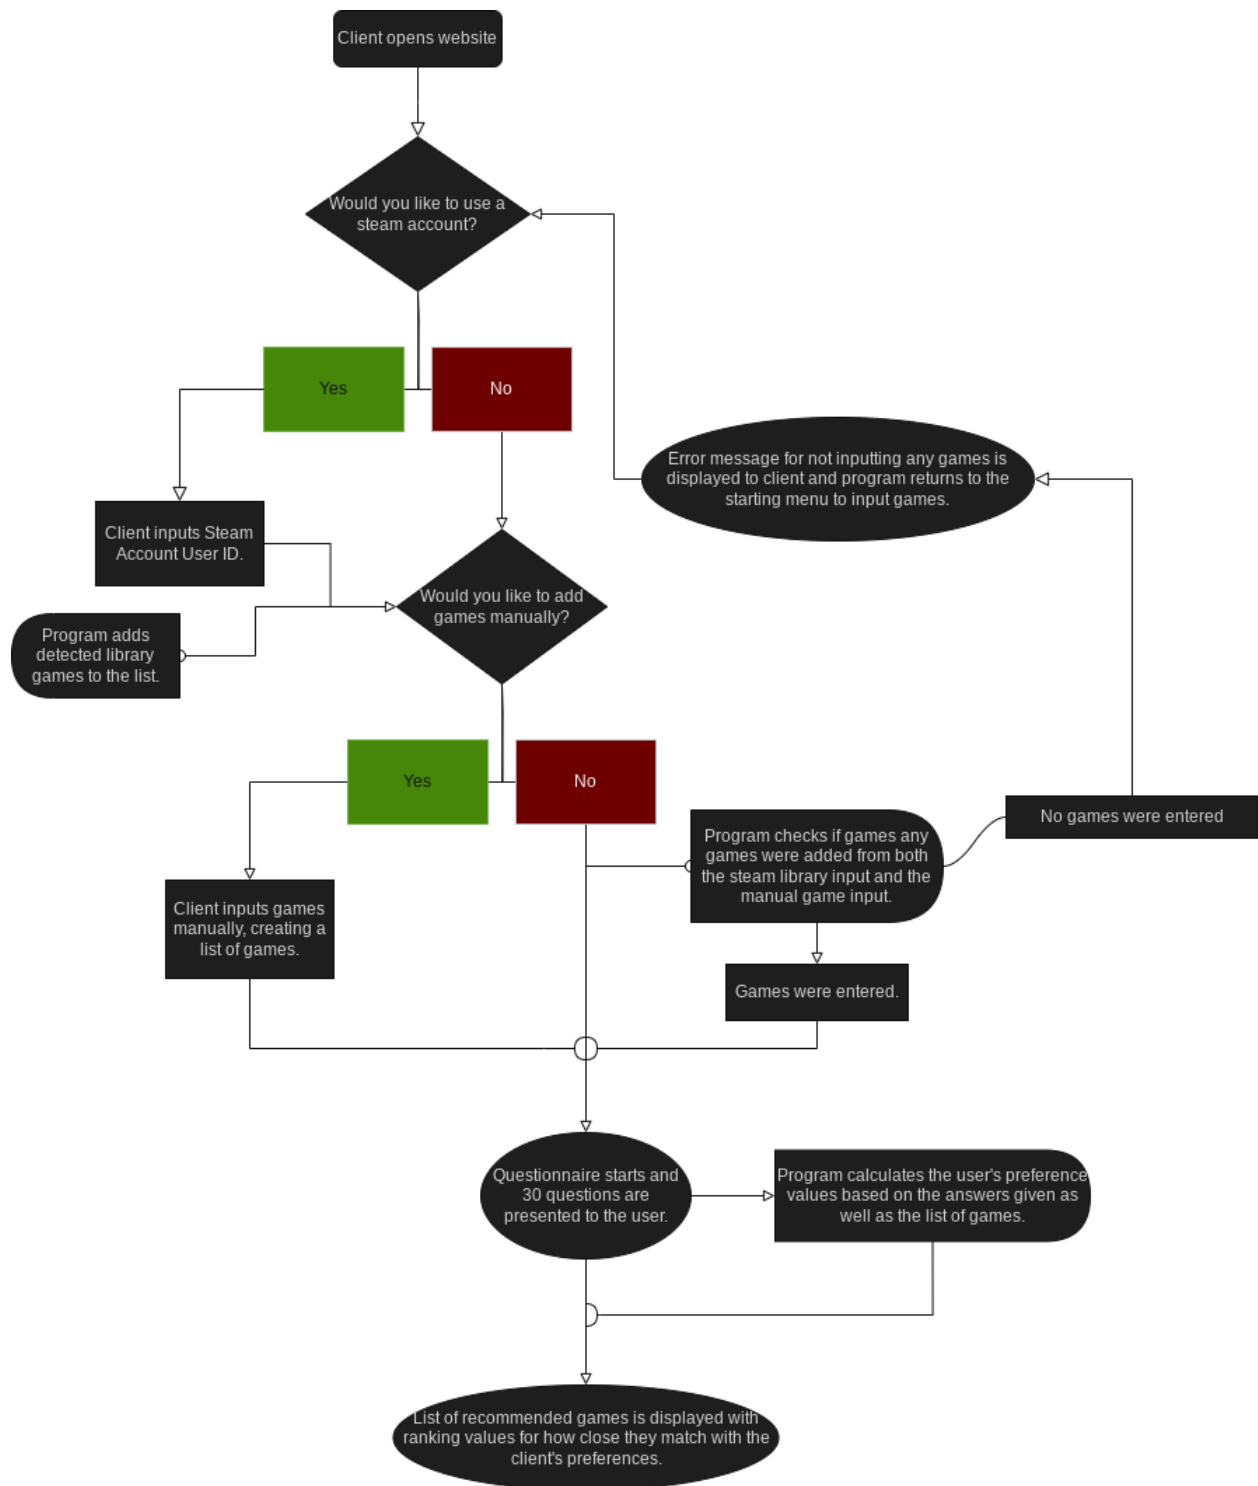 Client opens website
Would you like to use a
steam account?
Yes
No
Error message for not inputting any games is
displayed to client and program returns to the
starting menu to input games.
Client inputs Steam
Account User ID.
Would you like to add
games manually?
Program adds
detected library
games to the list.
Yes
No
No games were entered
Program checks if games any
games were added from both
the steam library input and the
manual game input.
Client inputs games
manually, creating a
list of games.
Games were entered.
Questionnaire starts and
30 questions are
presented to the user.
Program calculates the user's preference
values based on the answers given as
well as the list of games.
List of recommended games is displayed with
ranking values for how close they match with the
client's preferences.